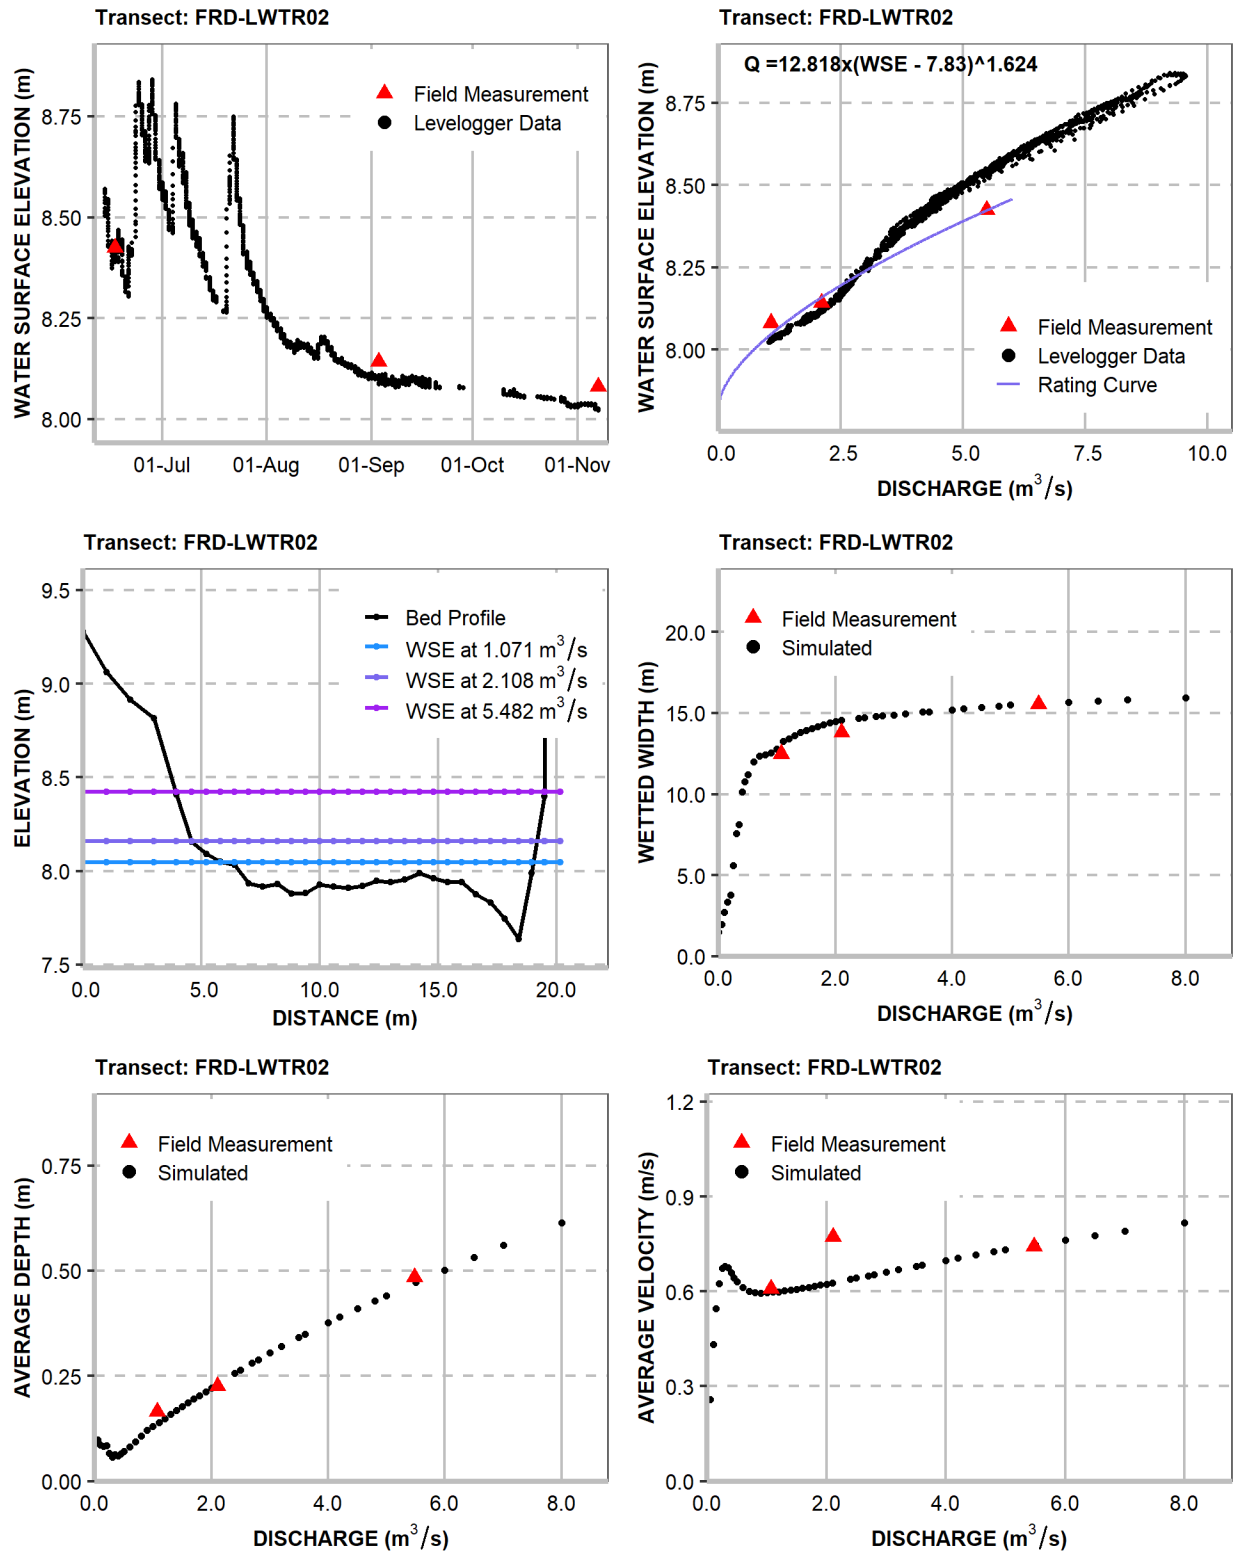 Transect: FRD-LWTR02
WATER SURFACE ELEVATION (m)
8.75
8.50
8.25
8.00
Field Measurement
Levelogger Data
01-Jul
01-Aug
01-Sep
01-Oct
01-Nov
Transect: FRD-LWTR02
Q =12.818x(WSE - 7.83)^1.624
WATER SURFACE ELEVATION (m)
8.75
8.50
8.25
8.00
Field Measurement
Levelogger Data
Rating Curve
0.0
2.5
5.0
7.5
10.0
DISCHARGE (m³/s)
Transect: FRD-LWTR02
ELEVATION (m)
9.5
9.0
8.5
8.0
7.5
Bed Profile
WSE at 1.071 m³/s
WSE at 2.108 m³/s
WSE at 5.482 m³/s
0.0
5.0
10.0
15.0
20.0
DISTANCE (m)
Transect: FRD-LWTR02
WETTED WIDTH (m)
20.0
15.0
10.0
5.0
0.0
Field Measurement
Simulated
0.0
2.0
4.0
6.0
8.0
DISCHARGE (m³/s)
Transect: FRD-LWTR02
AVERAGE DEPTH (m)
0.75
0.50
0.25
0.00
Field Measurement
Simulated
0.0
2.0
4.0
6.0
8.0
DISCHARGE (m³/s)
Transect: FRD-LWTR02
AVERAGE VELOCITY (m/s)
1.2
0.9
0.6
0.3
0.0
Field Measurement
Simulated
0.0
2.0
4.0
6.0
8.0
DISCHARGE (m³/s)